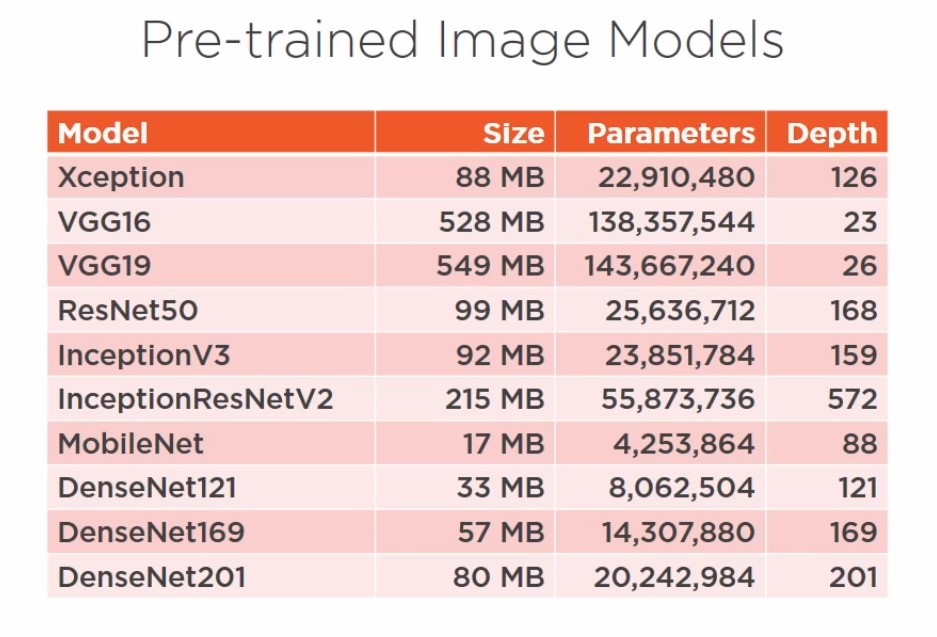 Pre-trained Image Models
Model Size Parameters Depth
Xception 88 MB 22,910,480 126
VGG16 528 MB 138,357,544 23
VGG19 549 MB 143,667,240 26
ResNet50 99 MB 25,636,712 168
InceptionV3 92 MB 23,851,784 159
InceptionResNetV2 215 MB 55,873,736 572
MobileNet 17 MB 4,253,864 88
DenseNet121 33 MB 8,062,504 121
DenseNet169 57 MB 14,307,880 169
DenseNet201 80 MB 20,242,984 201